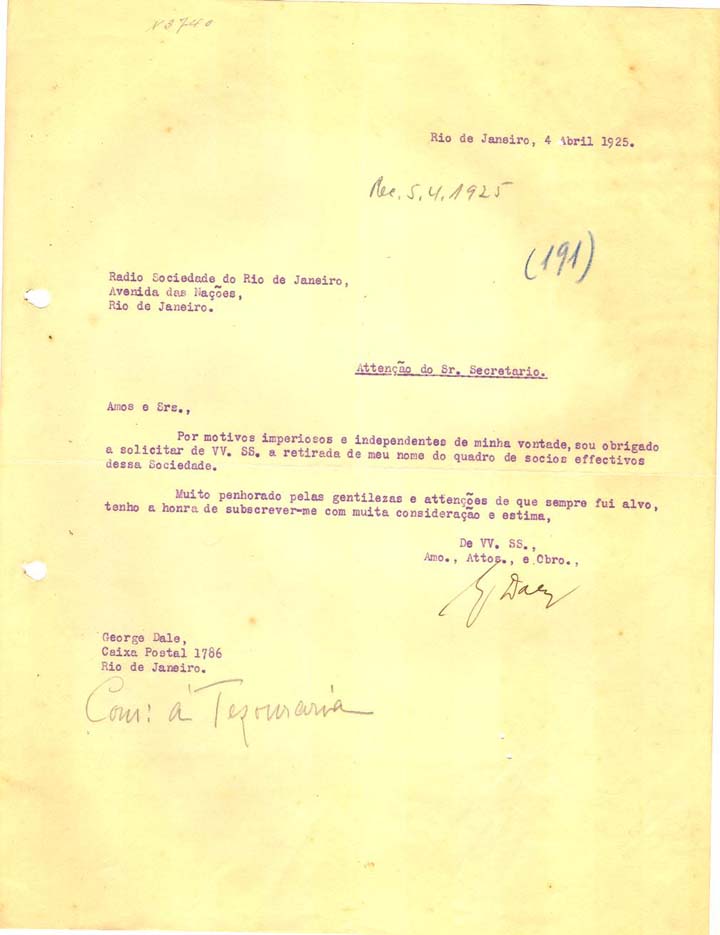 v3740
Rio de Janeiro, 4 Abril 1925.
Rec. 5.4.1925
(191)
Radio Sociedade do Rio de Janeiro,
Avenida das Nações,
Rio de Janeiro.
Attenção do Sr. Secretario.
Amos e Srs.,
Por motivos imperiosos e independentes de minha vontade, sou obrigado
a solicitar de VV. SS. a retirada de meu nome do quadro de socios effectivos
dessa Sociedade.
Muito penhorado pelas gentilezas e attenções de que sempre fui alvo,
tenho a honra de subscrever-me com muita consideração e estima,
De VV. SS.,
Amo., Attos., e Obro.,
G Dale
George Dale,
Caixa Postal 1786
Rio de Janeiro.
Com: à Tezouraria